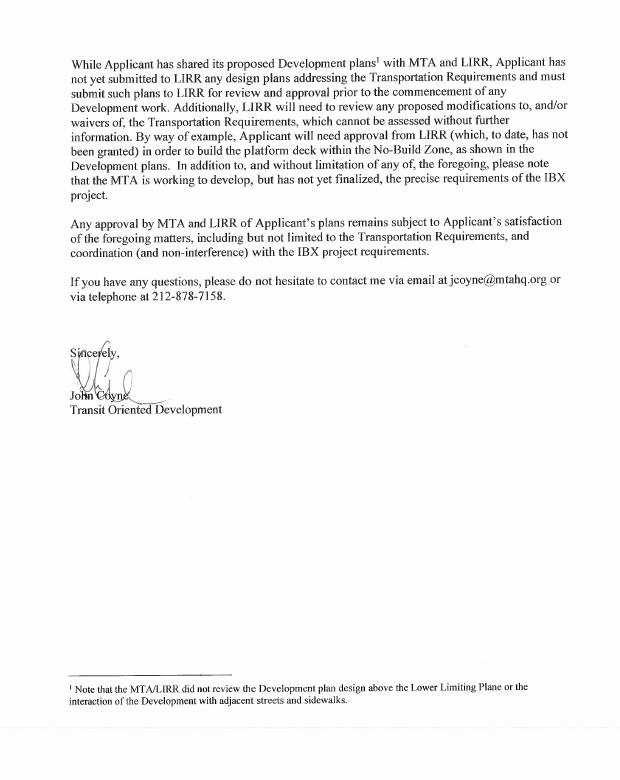 While Applicant has shared its proposed Development plans¹ with MTA and LIRR, Applicant has
not yet submitted to LIRR any design plans addressing the Transportation Requirements and must
submit such plans to LIRR for review and approval prior to the commencement of any
Development work. Additionally, LIRR will need to review any proposed modifications to, and/or
waivers of, the Transportation Requirements, which cannot be assessed without further
information. By way of example, Applicant will need approval from LIRR (which, to date, has not
been granted) in order to build the platform deck within the No-Build Zone, as shown in the
Development plans. In addition to, and without limitation of any of, the foregoing, please note
that the MTA is working to develop, but has not yet finalized, the precise requirements of the IBX
project.
Any approval by MTA and LIRR of Applicant's plans remains subject to Applicant's satisfaction
of the foregoing matters, including but not limited to the Transportation Requirements, and
coordination (and non-interference) with the IBX project requirements.
If you have any questions, please do not hesitate to contact me via email at jcoyne@mtahq.org or
via telephone at 212-878-7158.
Sincerely,
John Coyne
Transit Oriented Development
¹ Note that the MTA/LIRR did not review the Development plan design above the Lower Limiting Plane or the
interaction of the Development with adjacent streets and sidewalks.